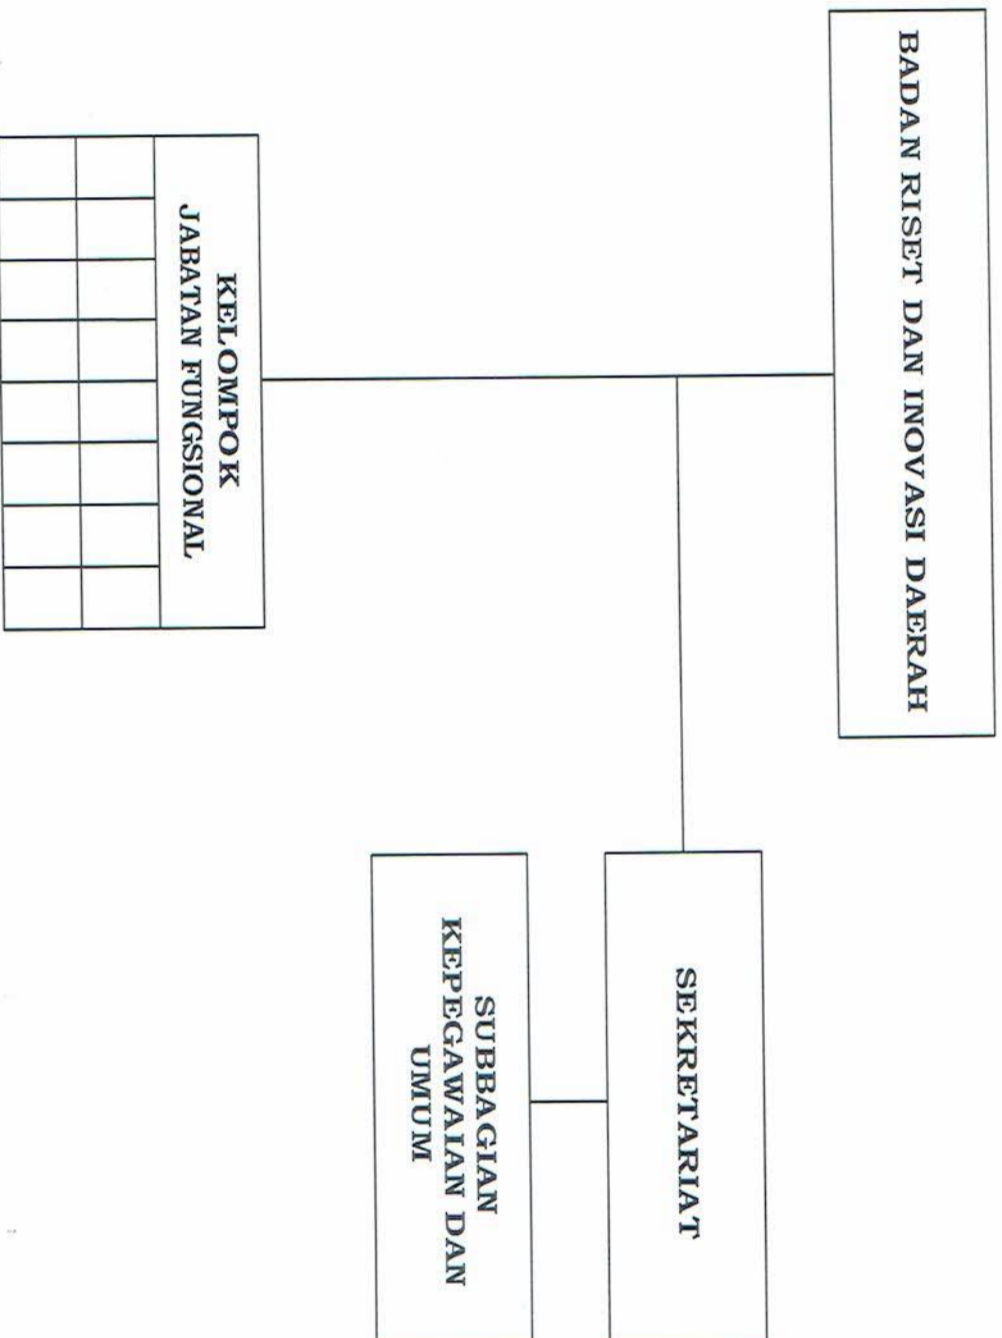 BADAN RISET DAN INOVASI DAERAH
SEKRETARIAT
SUBBAGIAN
KEPEGAWAIAN DAN
UMUM
KELOMPOK
JABATAN FUNGSIONAL